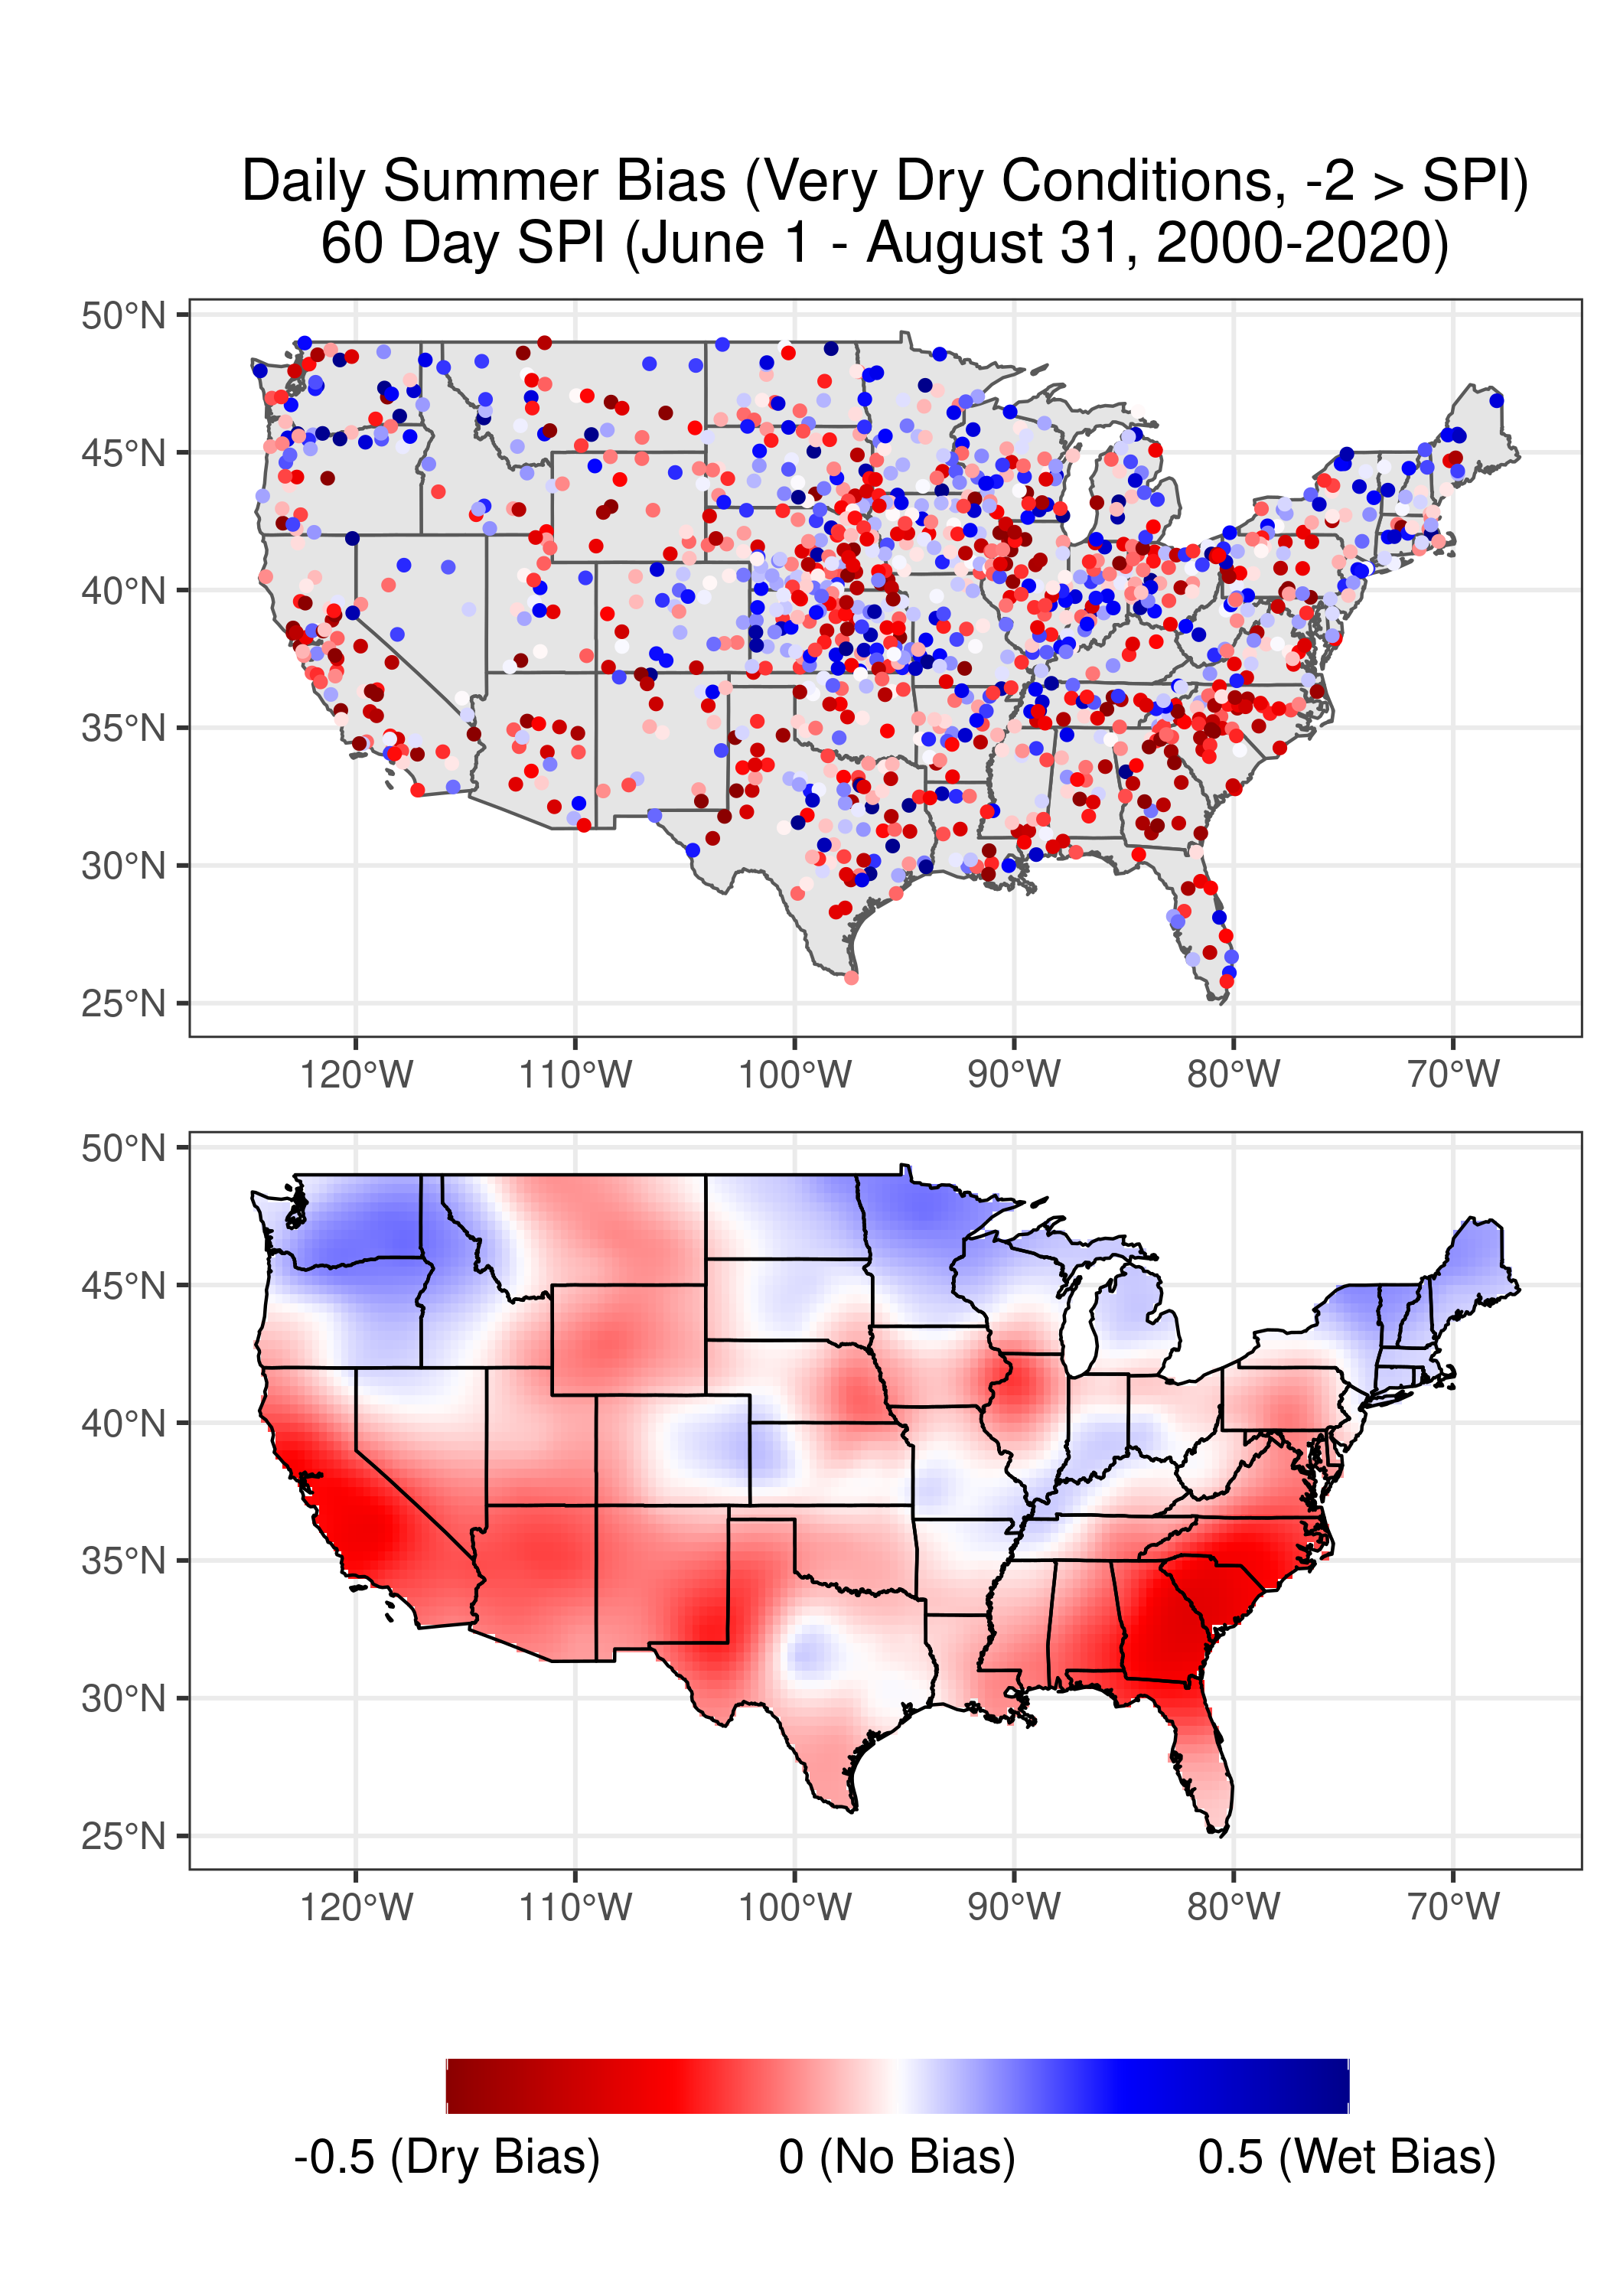 Daily Summer Bias (Very Dry Conditions, -2 > SPI)
60 Day SPI (June 1 - August 31, 2000-2020)
50°N
45°N
40°N
35°N
30°N
25°N
120°W 110°W 100°W 90°W 80°W 70°W
50°N
45°N
40°N
35°N
30°N
25°N
120°W 110°W 100°W 90°W 80°W 70°W
-0.5 (Dry Bias) 0 (No Bias) 0.5 (Wet Bias)